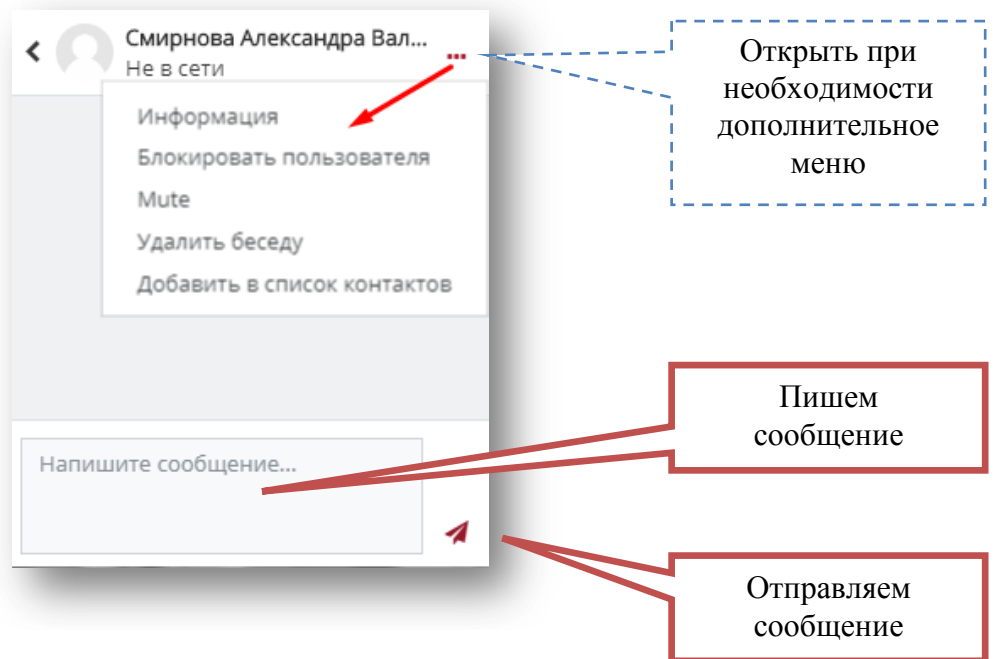 Смирнова Александра Вал...
Не в сети
Информация
Блокировать пользователя
Mute
Удалить беседу
Добавить в список контактов
Напишите сообщение...
Открыть при
необходимости
дополнительное
меню
Пишем
сообщение
Отправляем
сообщение